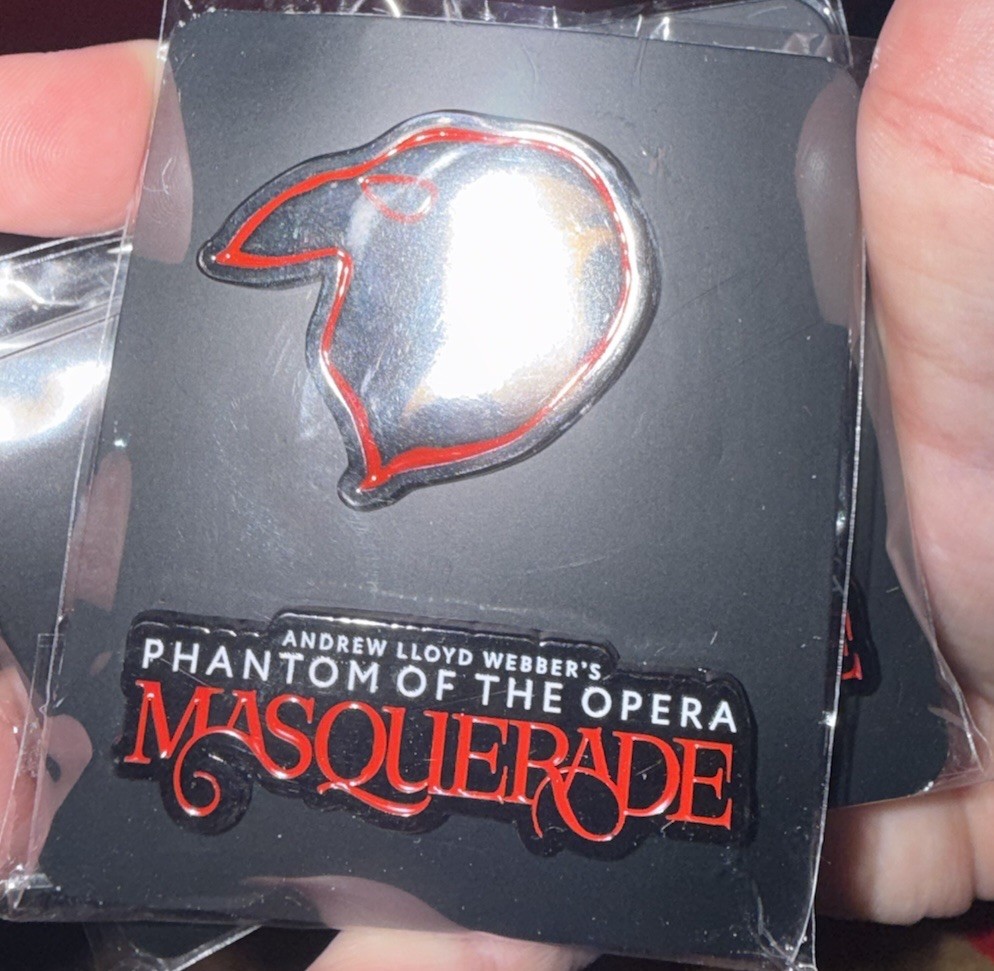 ANDREW LLOYD WEBBER'S
PHANTOM OF THE OPERA
MASQUERADE
E